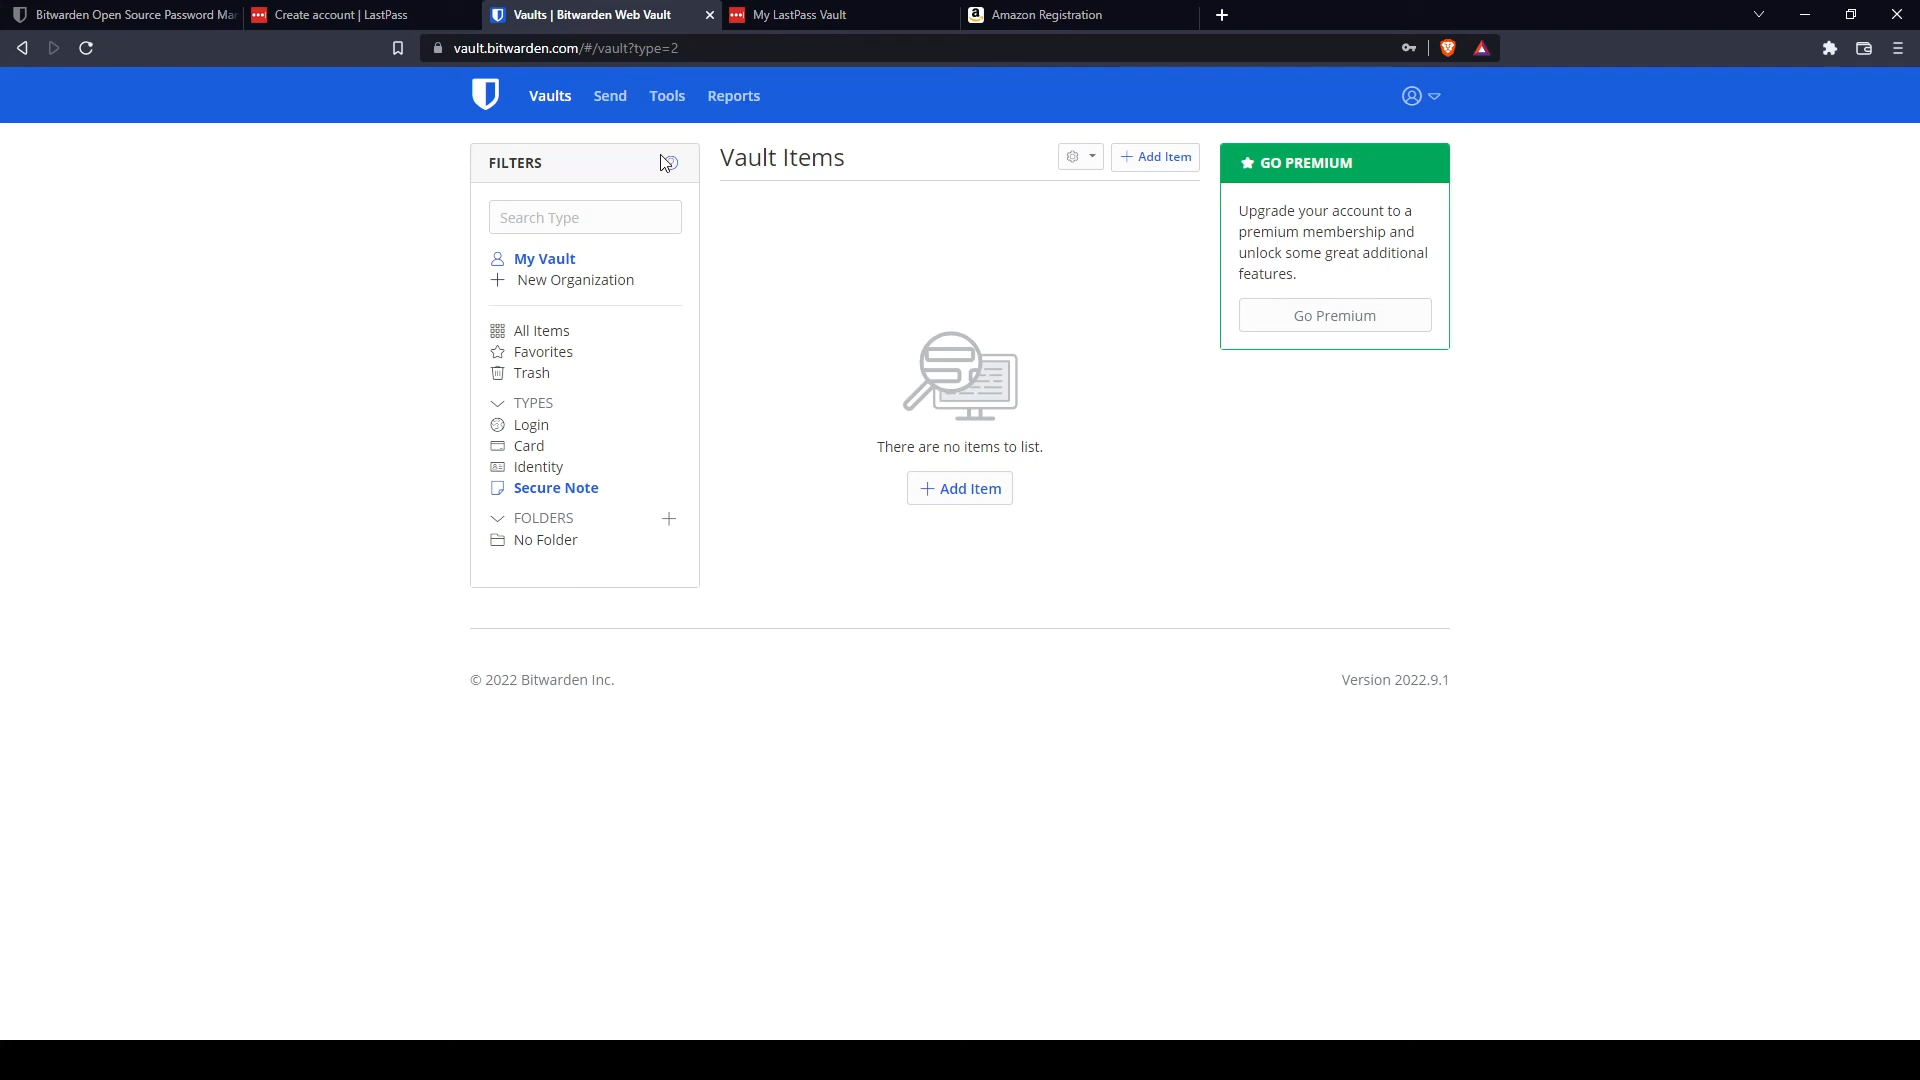 Bitwarden Open Source Password Mar
Create account | LastPass
Vaults | Bitwarden Web Vault
My LastPass Vault
Amazon Registration
vault.bitwarden.com/#/vault?type=2
Vaults
Send
Tools
Reports
FILTERS
Search Type
My Vault
New Organization
All Items
Favorites
Trash
TYPES
Login
Card
Identity
Secure Note
FOLDERS
No Folder
Vault Items
Add Item
There are no items to list.
Add Item
GO PREMIUM
Upgrade your account to a
premium membership and
unlock some great additional
features.
Go Premium
© 2022 Bitwarden Inc.
Version 2022.9.1